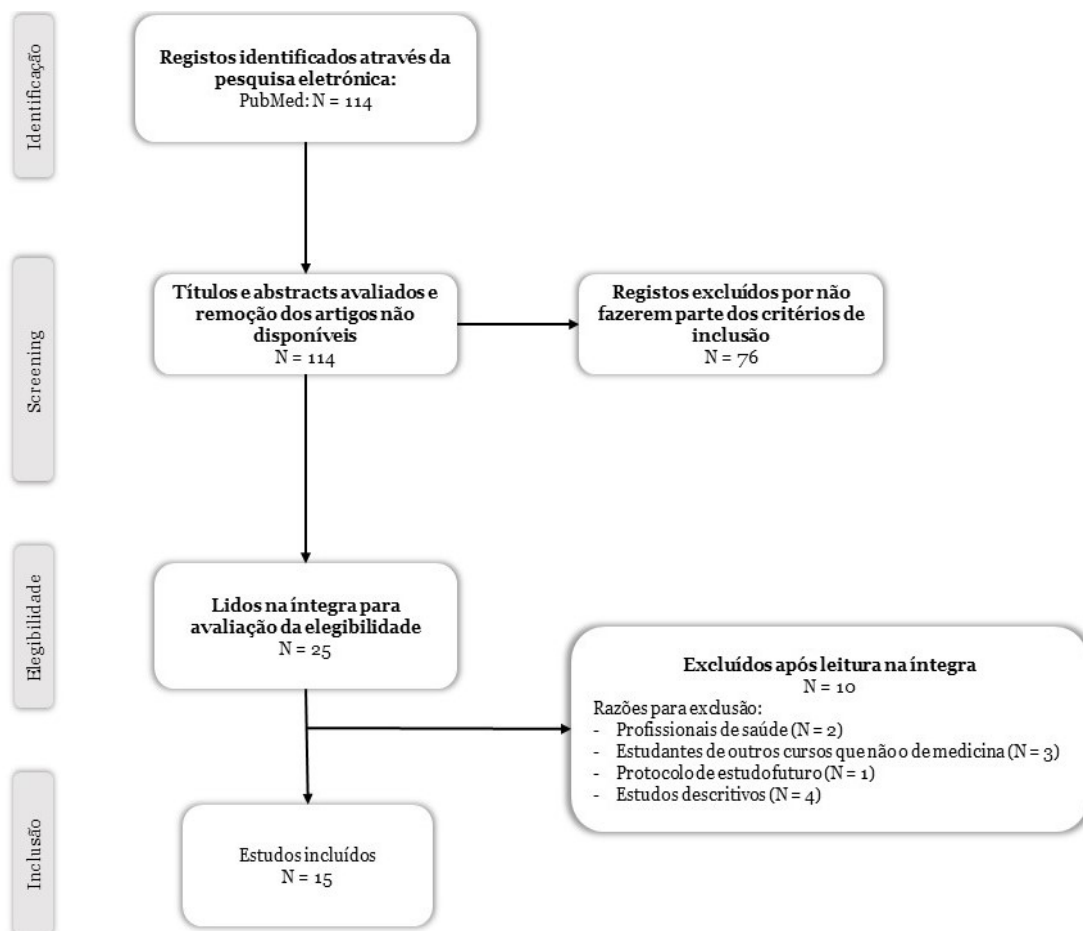 Identificação
Registos identificados através da
pesquisa eletrónica:
PubMed: N = 114
Screening
Títulos e abstracts avaliados e
remoção dos artigos não
disponíveis
N = 114
Registos excluídos por não
fazerem parte dos critérios de
inclusão
N = 76
Elegibilidade
Lidos na íntegra para
avaliação da elegibilidade
N = 25
Excluídos após leitura na íntegra
N = 10
Razões para exclusão:
- Profissionais de saúde (N = 2)
- Estudantes de outros cursos que não o de medicina (N = 3)
- Protocolo de estudo futuro (N = 1)
- Estudos descritivos (N = 4)
Inclusão
Estudos incluídos
N = 15